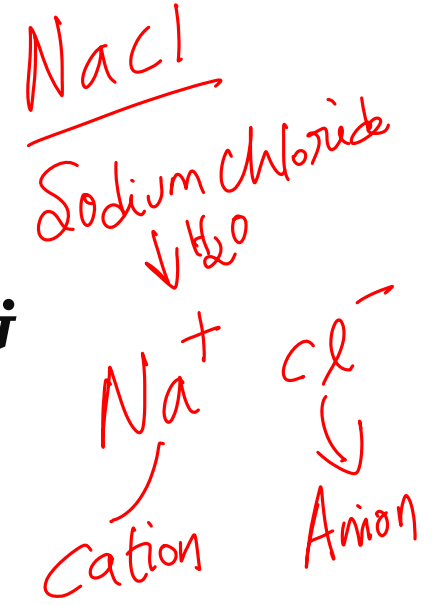 NaCl
Sodium Chloride
↓ H₂O
Na⁺ Cl⁻
Cation Anion